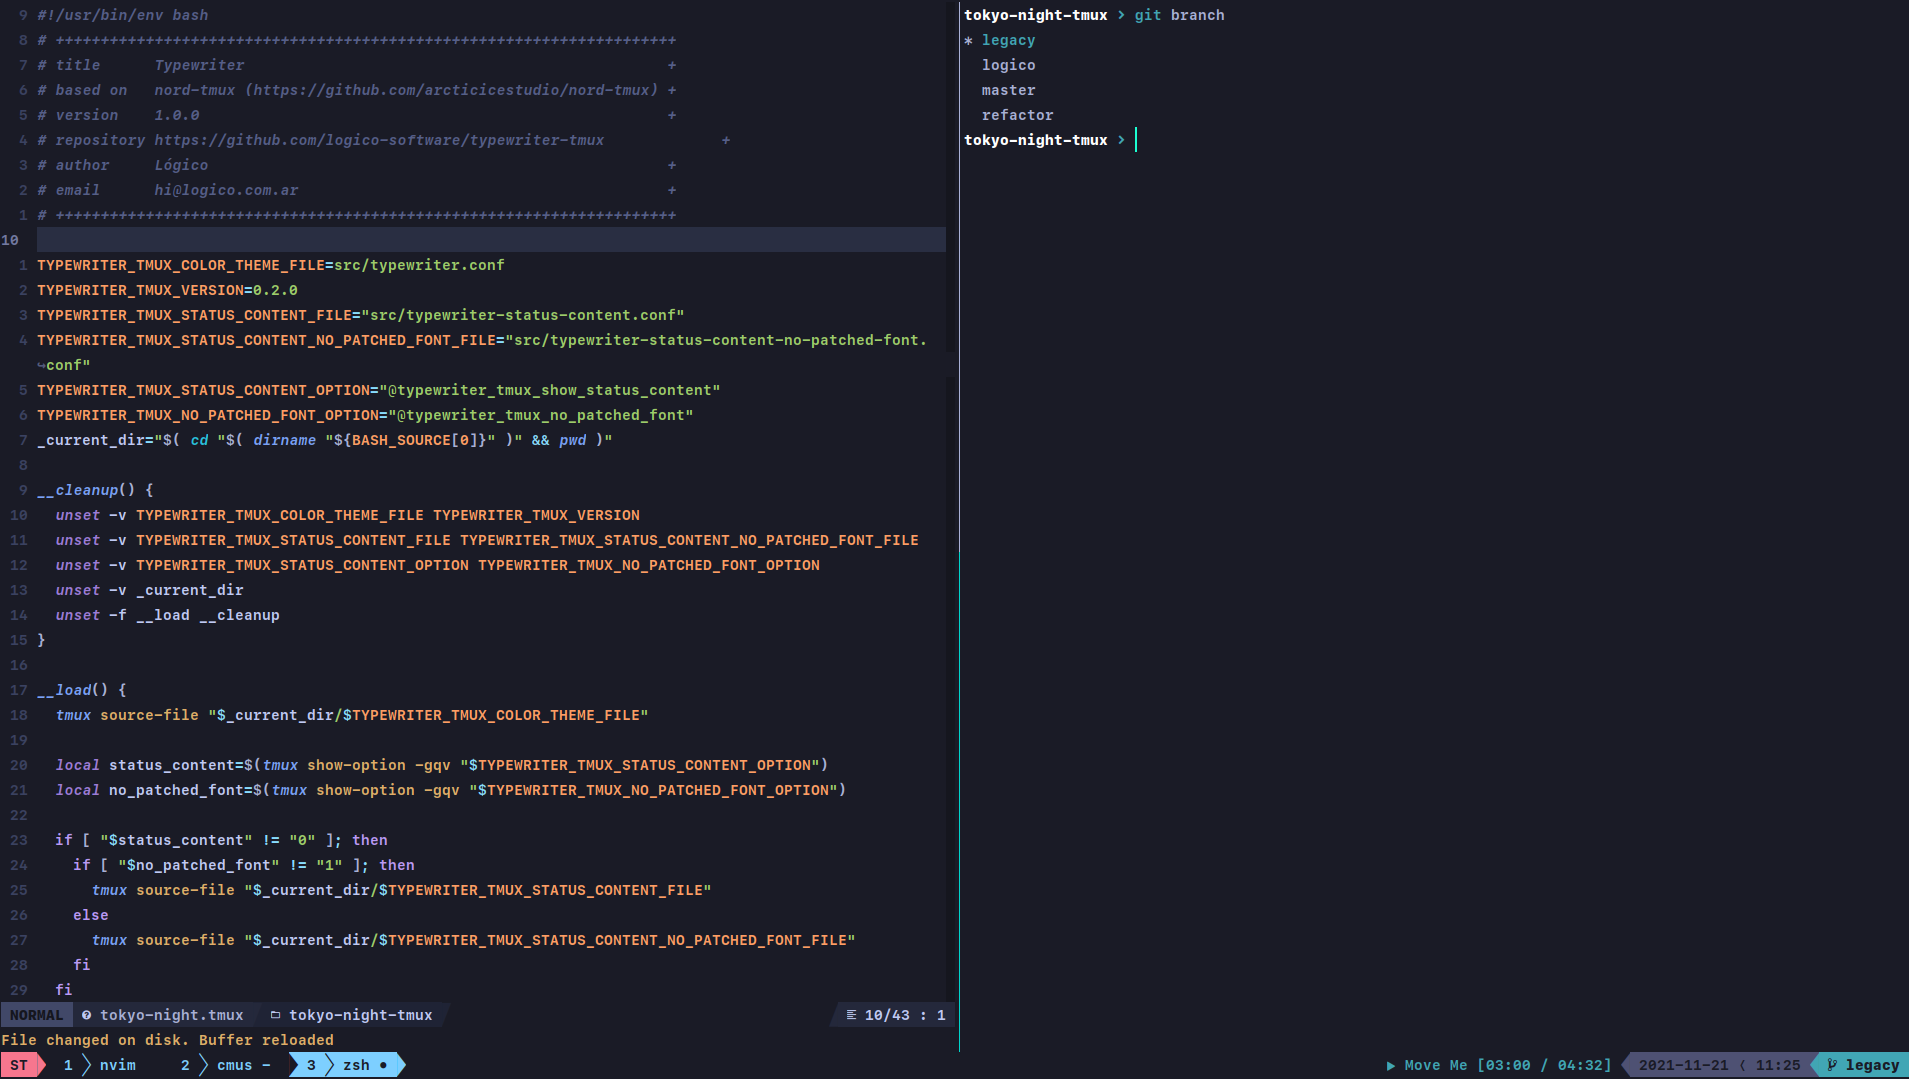 9 #!/usr/bin/env bash
8 # +++++++++++++++++++++++++++++++++++++++++++++++++++++++++++++++++++++
7 # title      Typewriter                                               +
6 # based on   nord-tmux (https://github.com/arcticicestudio/nord-tmux) +
5 # version    1.0.0                                                    +
4 # repository https://github.com/logico-software/typewriter-tmux             +
3 # author     Lógico                                                   +
2 # email      hi@logico.com.ar                                         +
1 # +++++++++++++++++++++++++++++++++++++++++++++++++++++++++++++++++++++
10
1 TYPEWRITER_TMUX_COLOR_THEME_FILE=src/typewriter.conf
2 TYPEWRITER_TMUX_VERSION=0.2.0
3 TYPEWRITER_TMUX_STATUS_CONTENT_FILE="src/typewriter-status-content.conf"
4 TYPEWRITER_TMUX_STATUS_CONTENT_NO_PATCHED_FONT_FILE="src/typewriter-status-content-no-patched-font.
↪conf"
5 TYPEWRITER_TMUX_STATUS_CONTENT_OPTION="@typewriter_tmux_show_status_content"
6 TYPEWRITER_TMUX_NO_PATCHED_FONT_OPTION="@typewriter_tmux_no_patched_font"
7 _current_dir="$( cd "$( dirname "${BASH_SOURCE[0]}" )" && pwd )"
8
9 __cleanup() {
10   unset -v TYPEWRITER_TMUX_COLOR_THEME_FILE TYPEWRITER_TMUX_VERSION
11   unset -v TYPEWRITER_TMUX_STATUS_CONTENT_FILE TYPEWRITER_TMUX_STATUS_CONTENT_NO_PATCHED_FONT_FILE
12   unset -v TYPEWRITER_TMUX_STATUS_CONTENT_OPTION TYPEWRITER_TMUX_NO_PATCHED_FONT_OPTION
13   unset -v _current_dir
14   unset -f __load __cleanup
15 }
16
17 __load() {
18   tmux source-file "$_current_dir/$TYPEWRITER_TMUX_COLOR_THEME_FILE"
19
20   local status_content=$(tmux show-option -gqv "$TYPEWRITER_TMUX_STATUS_CONTENT_OPTION")
21   local no_patched_font=$(tmux show-option -gqv "$TYPEWRITER_TMUX_NO_PATCHED_FONT_OPTION")
22
23   if [ "$status_content" != "0" ]; then
24     if [ "$no_patched_font" != "1" ]; then
25       tmux source-file "$_current_dir/$TYPEWRITER_TMUX_STATUS_CONTENT_FILE"
26     else
27       tmux source-file "$_current_dir/$TYPEWRITER_TMUX_STATUS_CONTENT_NO_PATCHED_FONT_FILE"
28     fi
29   fi
NORMAL tokyo-night.tmux tokyo-night-tmux 10/43 : 1
File changed on disk. Buffer reloaded
tokyo-night-tmux > git branch
* legacy
  logico
  master
  refactor
tokyo-night-tmux >
ST 1 nvim 2 cmus - 3 zsh ● ▶ Move Me [03:00 / 04:32] 2021-11-21 ⟨ 11:25 legacy